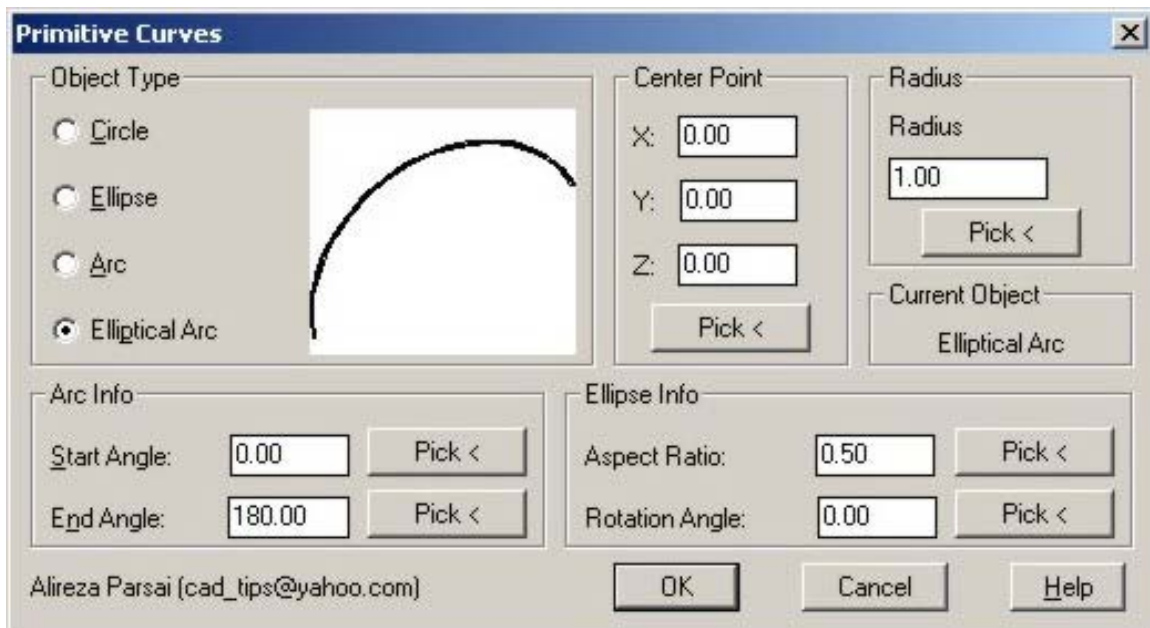 Primitive Curves
Object Type
Circle
Ellipse
Arc
Elliptical Arc
Center Point
X: 0.00
Y: 0.00
Z: 0.00
Pick <
Radius
Radius
1.00
Pick <
Current Object
Elliptical Arc
Arc Info
Start Angle: 0.00 Pick <
End Angle: 180.00 Pick <
Ellipse Info
Aspect Ratio: 0.50 Pick <
Rotation Angle: 0.00 Pick <
Alireza Parsai (cad_tips@yahoo.com)
OK Cancel Help